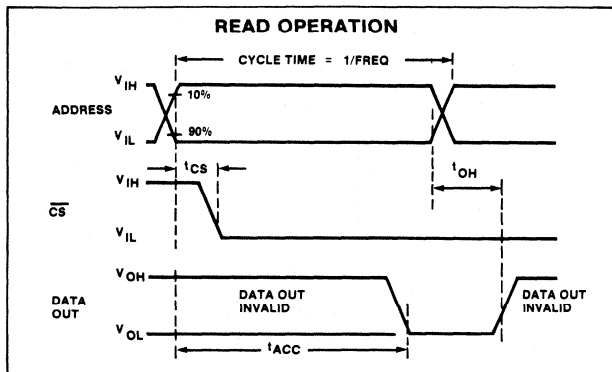 READ OPERATION
CYCLE TIME = 1/FREQ
VIH
10%
ADDRESS
VIL
90%
tCS
tOH
VIH
CS
VIL
VOH
DATA OUT
DATA OUT INVALID
DATA OUT INVALID
VOL
tACC